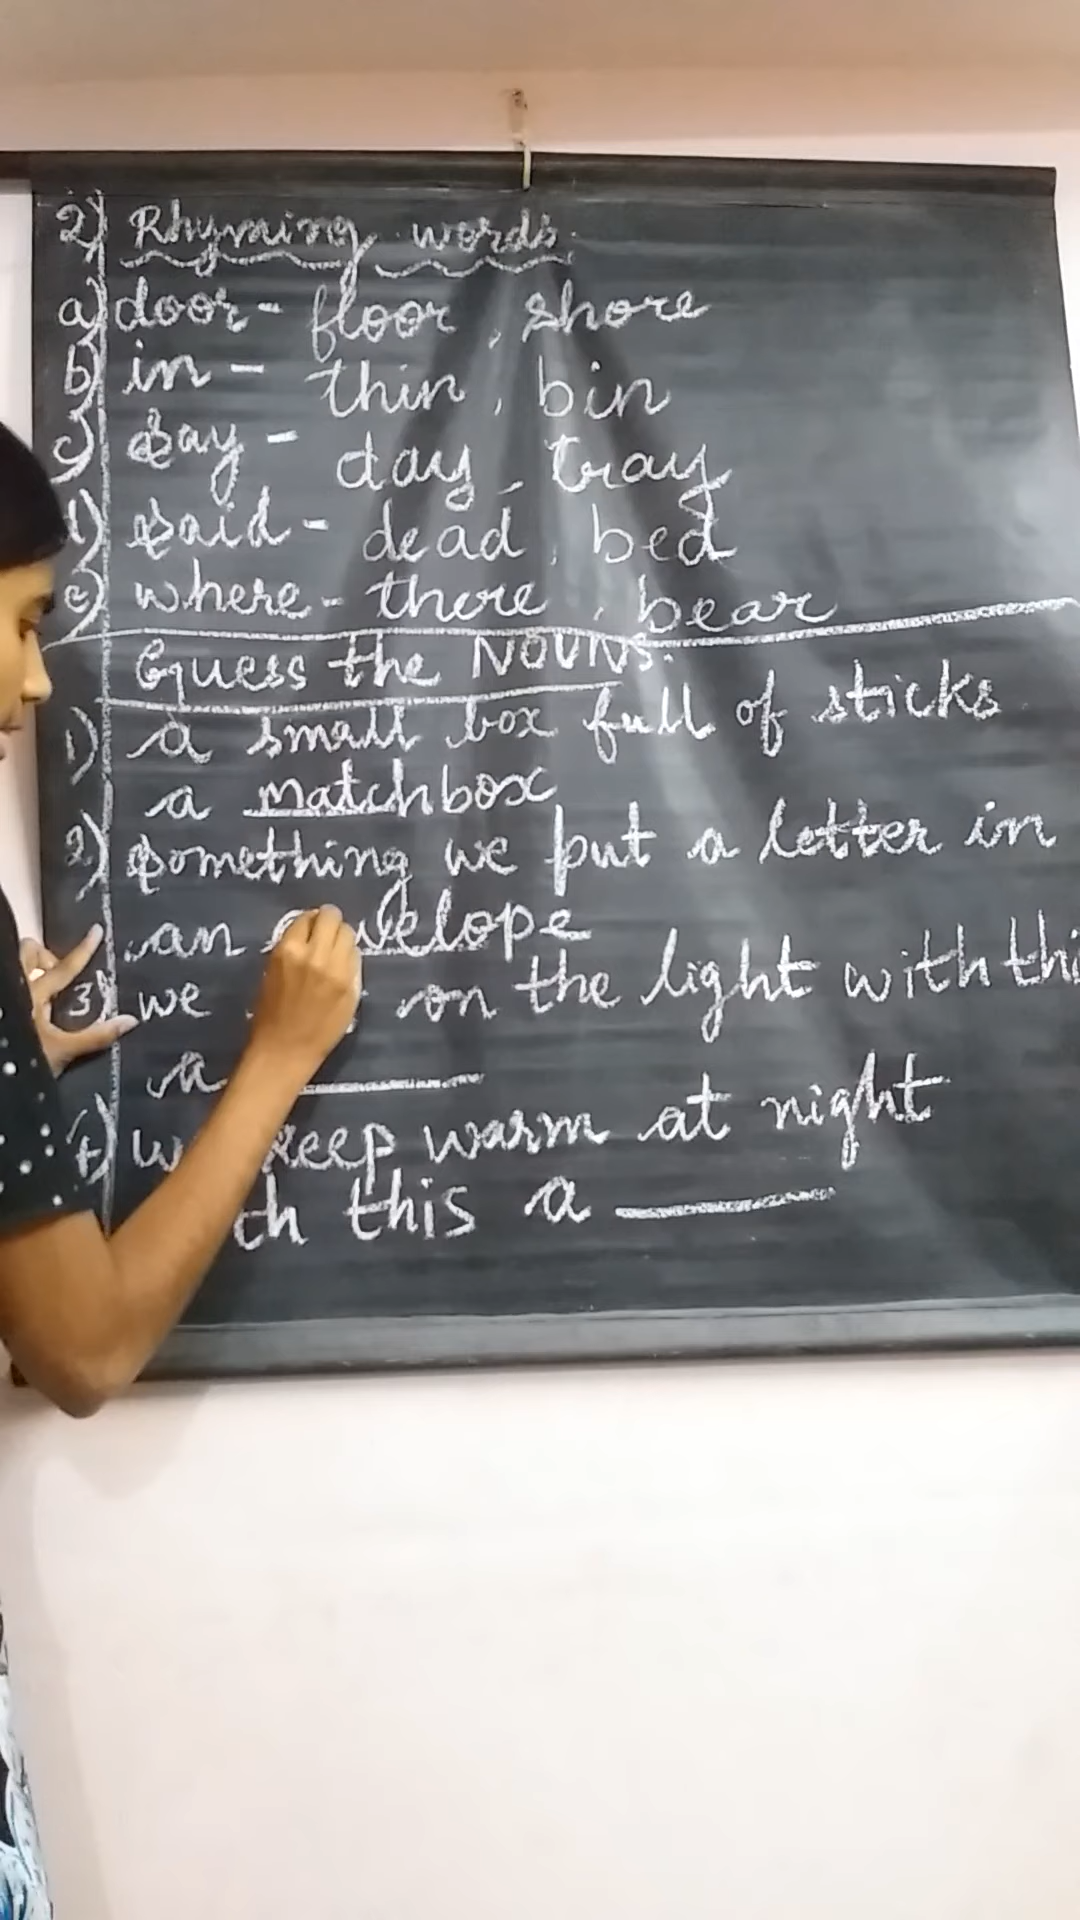 2) Rhyming words.
a) door - floor, shore
b) in - thin, bin
c) say - day, tray
d) said - dead, bed
e) where - there, bear
Guess the NOUNS.
1) a small box full of sticks
a matchbox
2) something we put a letter in
an envelope
3) we on the light with thi
a ______
4) keep warm at night
th this a ______